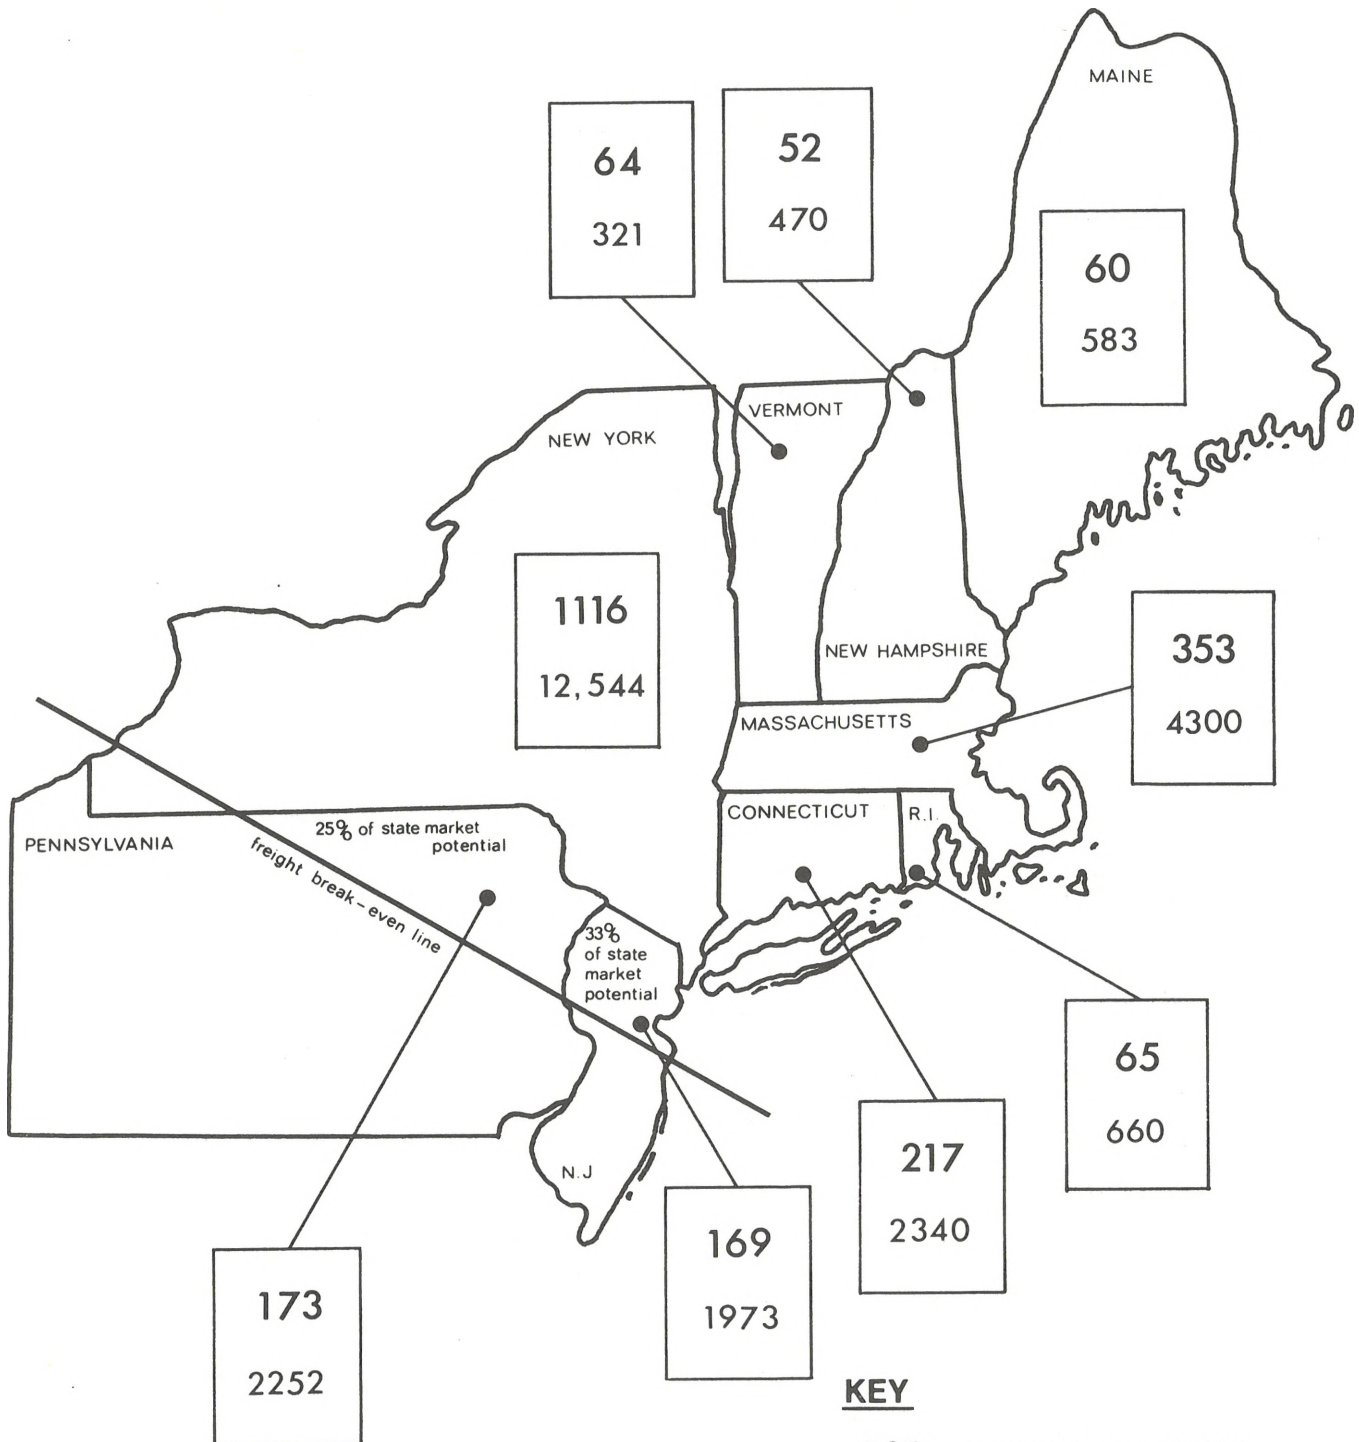 MAINE
64
321
52
470
60
583
VERMONT
NEW YORK
1116
12,544
NEW HAMPSHIRE
353
4300
MASSACHUSETTS
CONNECTICUT
R.I.
PENNSYLVANIA
25% of state market
potential
freight break-even line
33%
of state
market
potential
65
660
217
2340
N.J
169
1973
173
2252
KEY